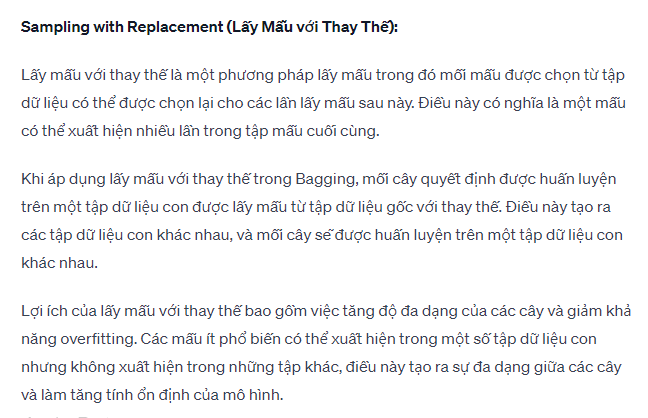 Sampling with Replacement (Lấy Mẫu với Thay Thế):
Lấy mẫu với thay thế là một phương pháp lấy mẫu trong đó mỗi mẫu được chọn từ tập
dữ liệu có thể được chọn lại cho các lần lấy mẫu sau này. Điều này có nghĩa là một mẫu
có thể xuất hiện nhiều lần trong tập mẫu cuối cùng.
Khi áp dụng lấy mẫu với thay thế trong Bagging, mỗi cây quyết định được huấn luyện
trên một tập dữ liệu con được lấy mẫu từ tập dữ liệu gốc với thay thế. Điều này tạo ra
các tập dữ liệu con khác nhau, và mỗi cây sẽ được huấn luyện trên một tập dữ liệu con
khác nhau.
Lợi ích của lấy mẫu với thay thế bao gồm việc tăng độ đa dạng của các cây và giảm khả
năng overfitting. Các mẫu ít phổ biến có thể xuất hiện trong một số tập dữ liệu con
nhưng không xuất hiện trong những tập khác, điều này tạo ra sự đa dạng giữa các cây
và làm tăng tính ổn định của mô hình.